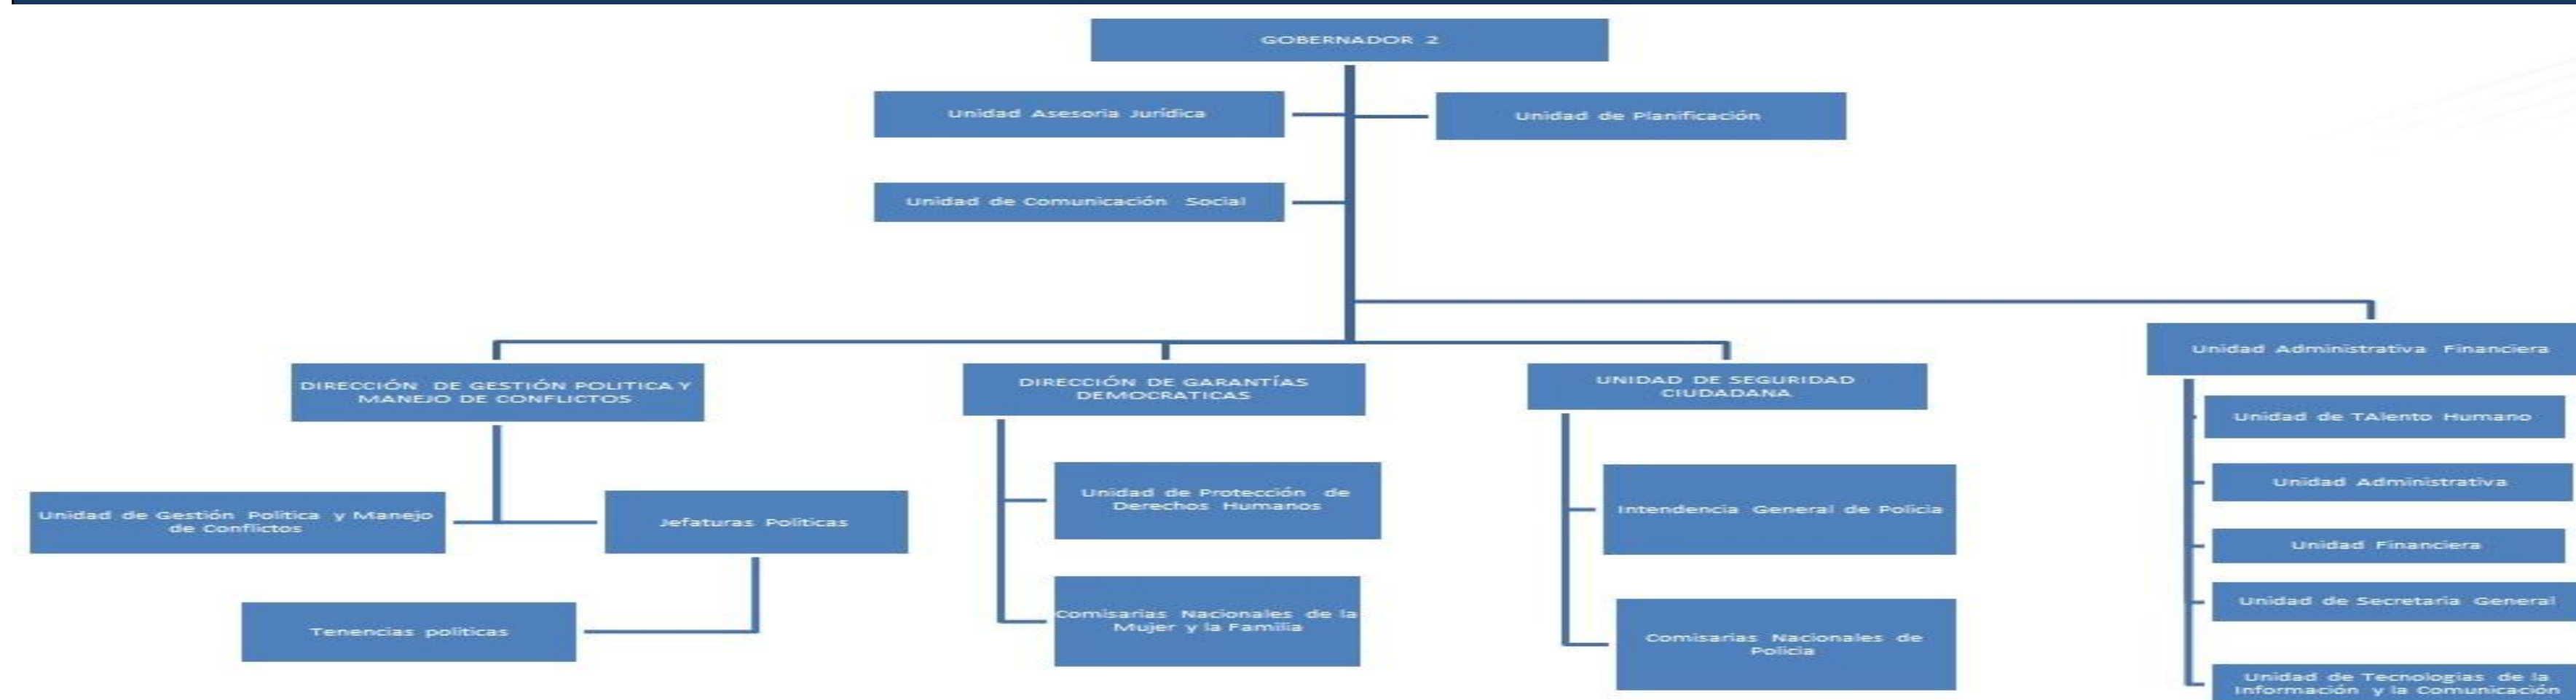 GOBERNADOR 2
Unidad Asesoria Jurídica
Unidad de Planificación
Unidad de Comunicación Social
Unidad Administrativa Financiera
DIRECCIÓN DE GESTIÓN POLITICA Y
MANEJO DE CONFLICTOS
DIRECCIÓN DE GARANTÍAS
DEMOCRATICAS
UNIDAD DE SEGURIDAD
CIUDADANA
Unidad de TAlento Humano
Unidad Administrativa
Unidad Financiera
Unidad de Secretaria General
Unidad de Tecnologias de la
Información y la Comunicación
Unidad de Gestión Politica y Manejo
de Conflictos
Jefaturas Politicas
Tenencias politicas
Unidad de Protección de
Derechos Humanos
Comisarias Nacionales de la
Mujer y la Familia
Intendencia General de Policia
Comisarias Nacionales de
Policia